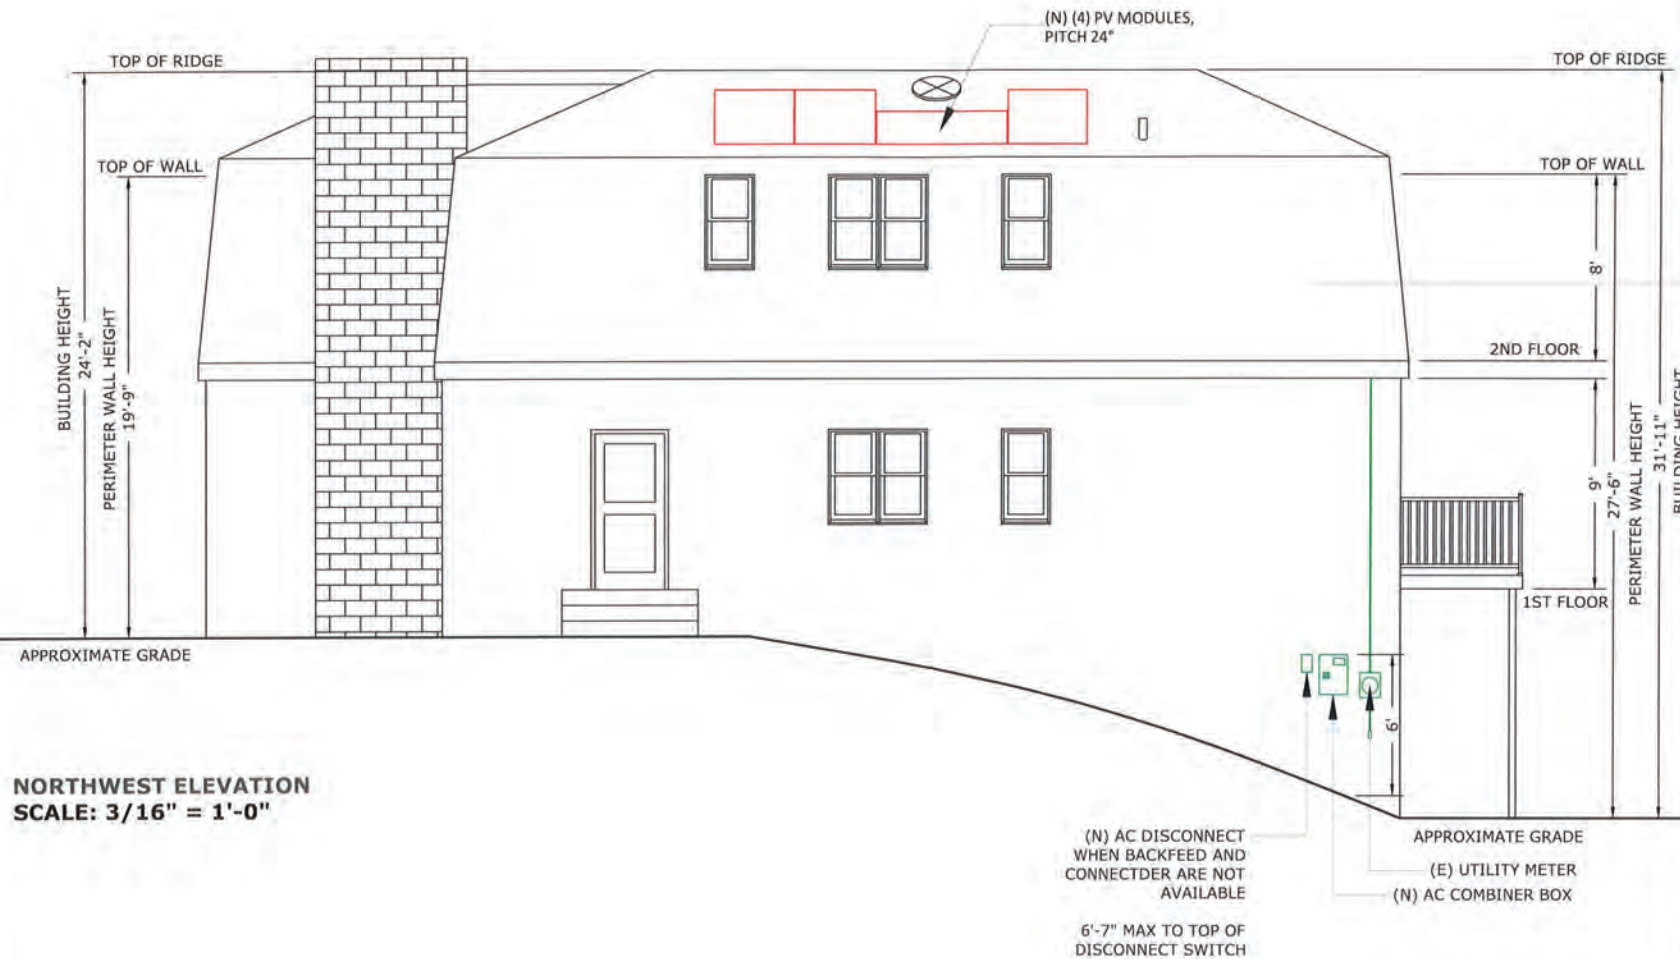 (N) (4) PV MODULES,
PITCH 24°
TOP OF RIDGE
TOP OF RIDGE
TOP OF WALL
TOP OF WALL
BUILDING HEIGHT
24'-2"
PERIMETER WALL HEIGHT
19'-9"
8'
2ND FLOOR
9'
27'-6"
PERIMETER WALL HEIGHT
31'-11"
BUILDING HEIGHT
1ST FLOOR
APPROXIMATE GRADE
6'
NORTHWEST ELEVATION
SCALE: 3/16" = 1'-0"
(N) AC DISCONNECT
WHEN BACKFEED AND
CONNECTDER ARE NOT
AVAILABLE
6'-7" MAX TO TOP OF
DISCONNECT SWITCH
APPROXIMATE GRADE
(E) UTILITY METER
(N) AC COMBINER BOX